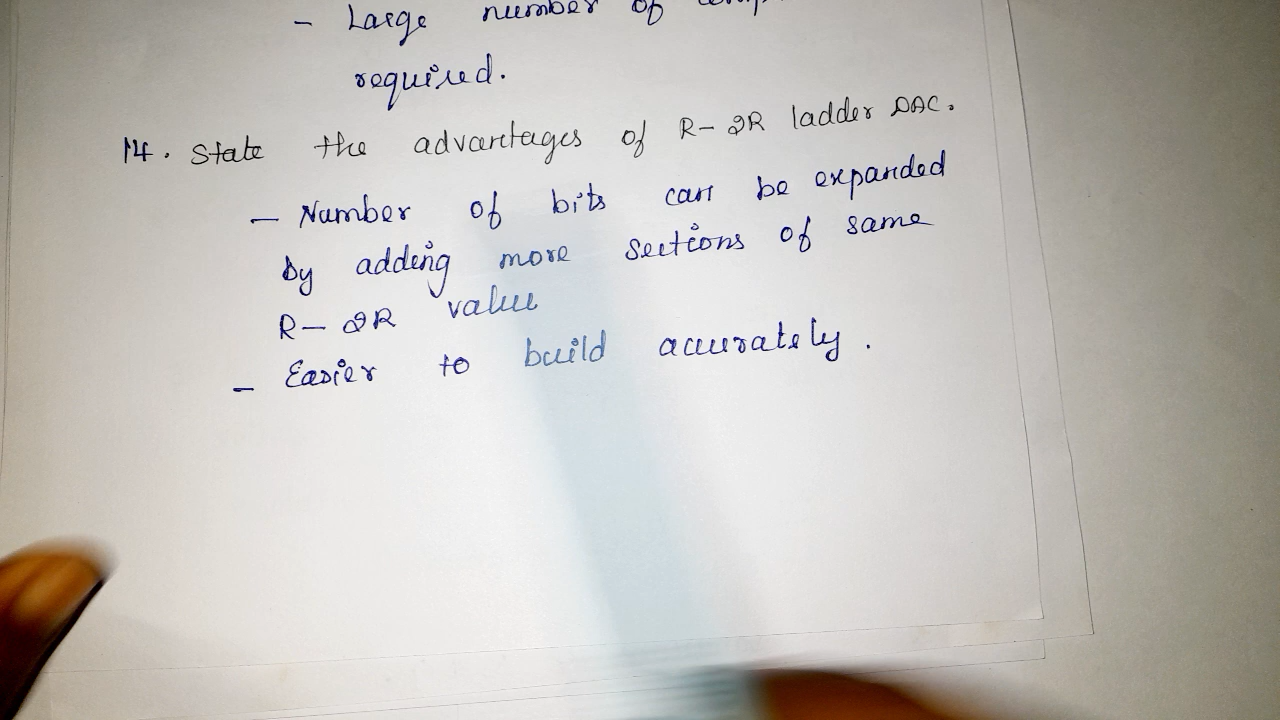 - Large number of
required.
14. State the advantages of R-2R ladder DAC.
- Number of bits can be expanded
by adding more sections of same
R-2R value
- Easier to build accurately.